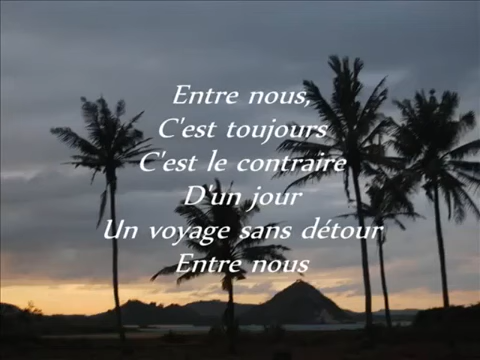 Entre nous,
C'est toujours
C'est le contraire
D'un jour
Un voyage sans détour
Entre nous